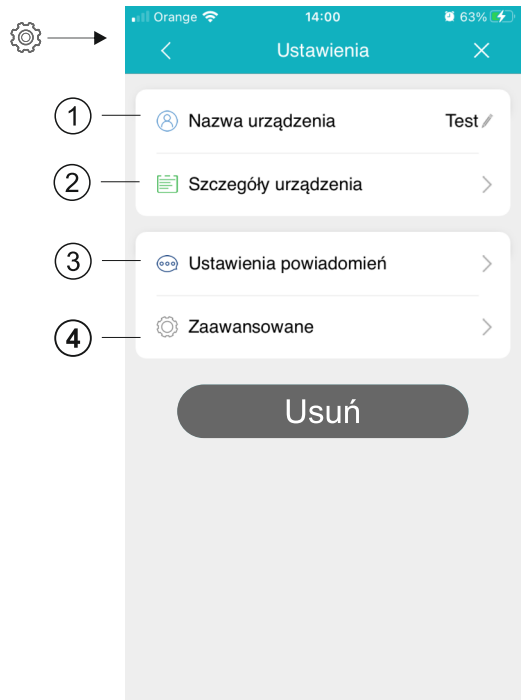 Orange 14:00 63%
Ustawienia
1 Nazwa urządzenia Test
2 Szczegóły urządzenia
3 Ustawienia powiadomień
4 Zaawansowane
Usuń